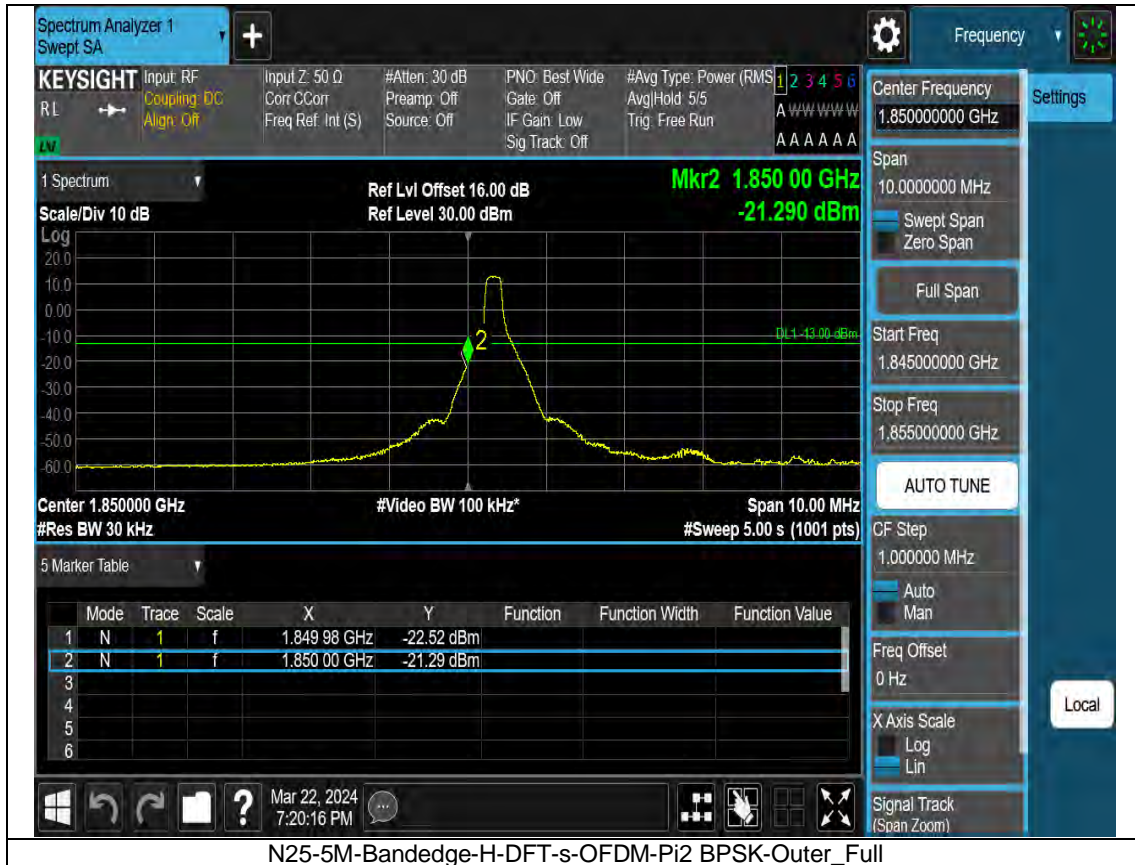 Spectrum Analyzer 1
Swept SA
Frequency
KEYSIGHT
RL
LXI
Input: RF
Coupling: DC
Align: Off
Input Z: 50 Ω
Corr CCorr
Freq Ref: Int (S)
#Atten: 30 dB
Preamp: Off
Source: Off
PNO: Best Wide
Gate: Off
IF Gain: Low
Sig Track: Off
#Avg Type: Power (RMS
Avg|Hold: 5/5
Trig: Free Run
1 2 3 4 5 6
A W W W W W
A A A A A A
1 Spectrum
Scale/Div 10 dB
Ref Lvl Offset 16.00 dB
Ref Level 30.00 dBm
Mkr2 1.850 00 GHz
-21.290 dBm
Log
20.0
10.0
0.00
-10.0
-20.0
-30.0
-40.0
-50.0
-60.0
2
DL1 -13.00 dBm
Center 1.850000 GHz
#Video BW 100 kHz*
Span 10.00 MHz
#Res BW 30 kHz
#Sweep 5.00 s (1001 pts)
5 Marker Table
Mode Trace Scale X Y Function Function Width Function Value
1 N 1 f 1.849 98 GHz -22.52 dBm
2 N 1 f 1.850 00 GHz -21.29 dBm
3
4
5
6
Mar 22, 2024
7:20:16 PM
?
Center Frequency
1.850000000 GHz
Settings
Span
10.0000000 MHz
Swept Span
Zero Span
Full Span
Start Freq
1.845000000 GHz
Stop Freq
1.855000000 GHz
AUTO TUNE
CF Step
1.000000 MHz
Auto
Man
Freq Offset
0 Hz
X Axis Scale
Log
Lin
Local
Signal Track
(Span Zoom)
N25-5M-Bandedge-H-DFT-s-OFDM-Pi2 BPSK-Outer_Full